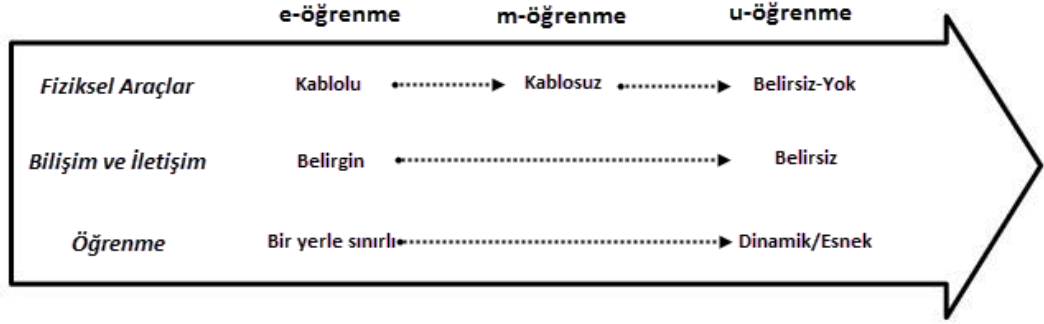 e-öğrenme m-öğrenme u-öğrenme
Fiziksel Araçlar Kablolu Kablosuz Belirsiz-Yok
Bilişim ve İletişim Belirgin Belirsiz
Öğrenme Bir yerle sınırlı Dinamik/Esnek